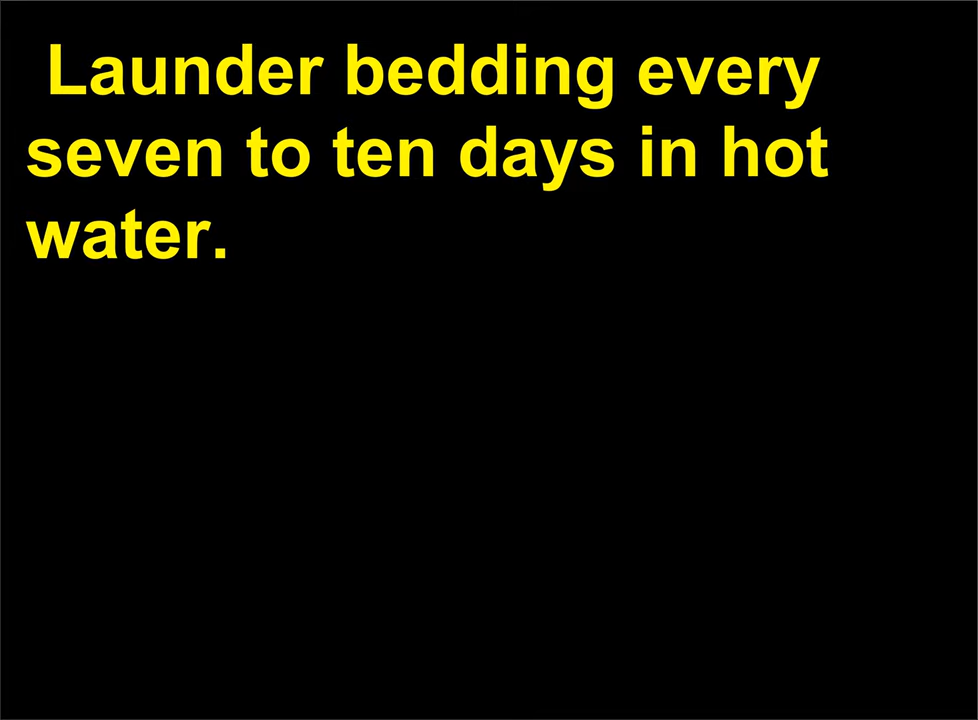 Launder bedding every
seven to ten days in hot
water.